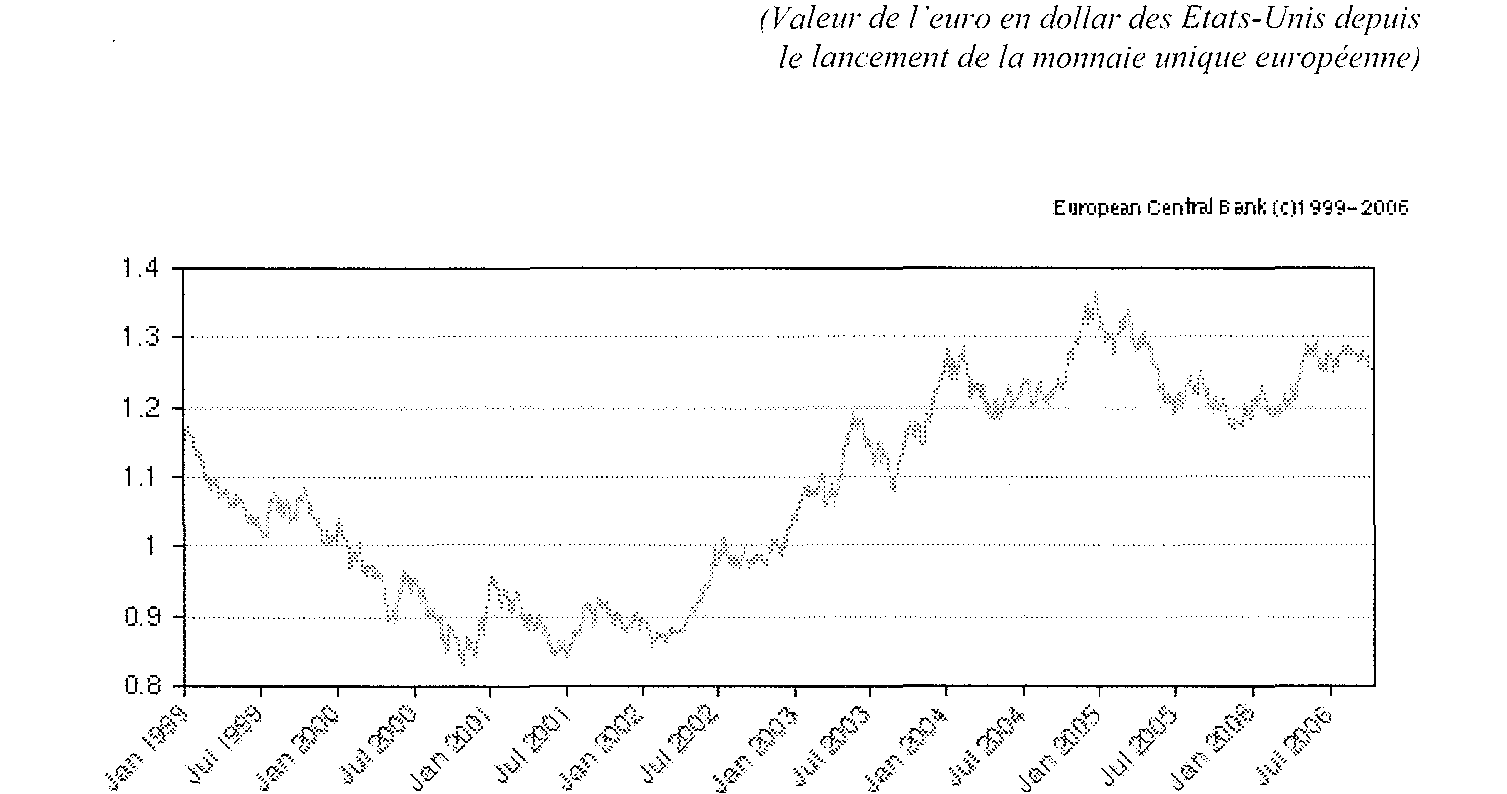 (Valeur de l'euro en dollar des Etats-Unis depuis
le lancement de la monnaie unique européenne)
European Central Bank (c)1999-2006
1.4
1.3
1.2
1.1
1
0.9
0.8
Jan 1999
Jul 1999
Jan 2000
Jul 2000
Jan 2001
Jul 2001
Jan 2002
Jul 2002
Jan 2003
Jul 2003
Jan 2004
Jul 2004
Jan 2005
Jul 2005
Jan 2006
Jul 2006